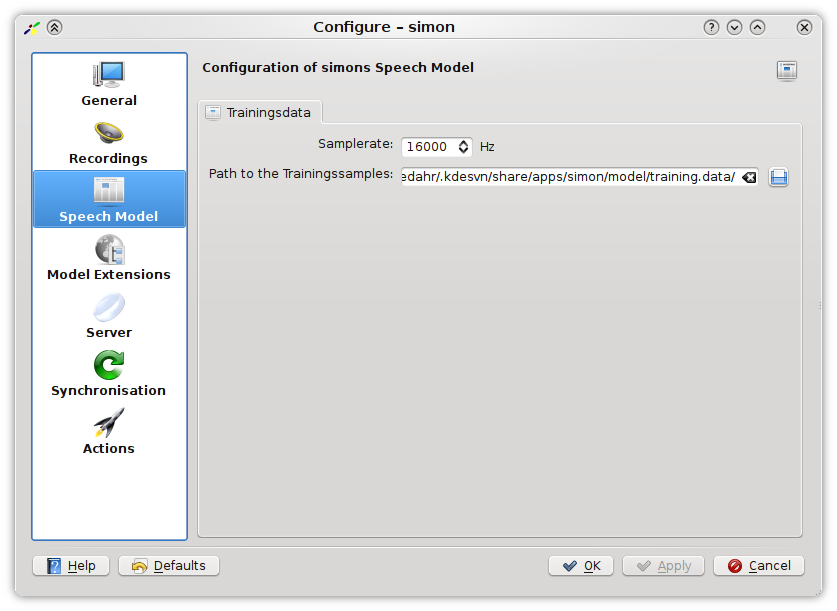 Configure – simon
General
Recordings
Speech Model
Model Extensions
Server
Synchronisation
Actions
Configuration of simons Speech Model
Trainingsdata
Samplerate: 16000 Hz
Path to the Trainingssamples: edahr/.kdesvn/share/apps/simon/model/training.data/
Help
Defaults
OK
Apply
Cancel